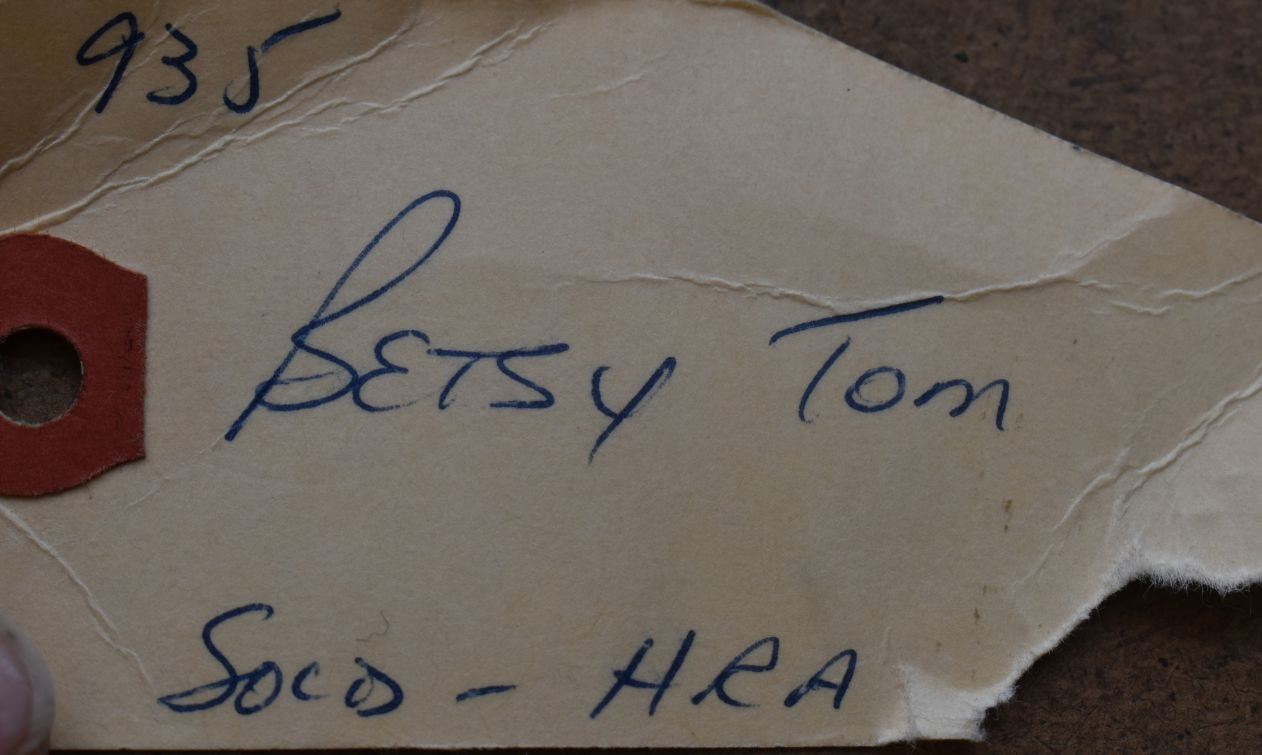 935
BETSY TOM
SOLD - HRA